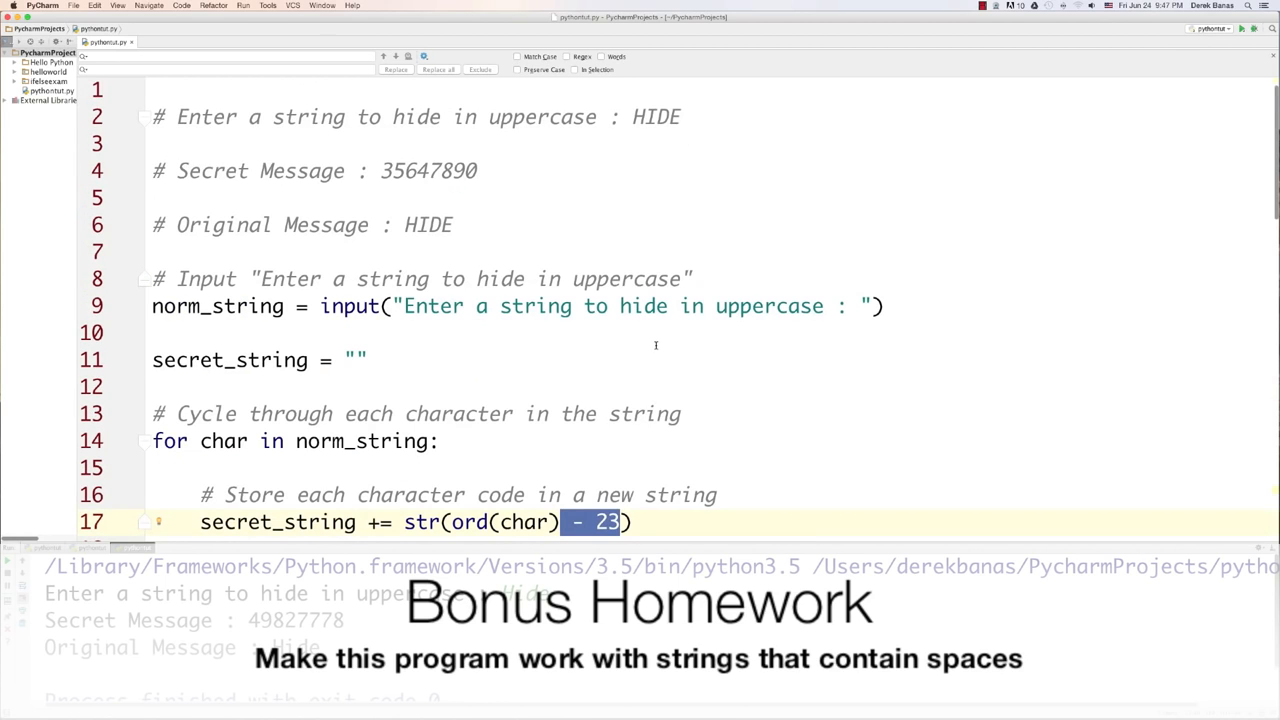 PyCharm File Edit View Navigate Code Refactor Run Tools VCS Window Help
Fri Jun 24 9:47 PM Derek Banas
pythontut.py - PycharmProjects - [~/PycharmProjects]
PycharmProjects pythontut.py
pythontut
pythontut.py
PycharmProject
Hello Python
helloworld
ifelseexam
pythontut.py
External Librarie
Match Case Regex Words
Replace Replace all Exclude Preserve Case In Selection
1
2 # Enter a string to hide in uppercase : HIDE
3
4 # Secret Message : 35647890
5
6 # Original Message : HIDE
7
8 # Input "Enter a string to hide in uppercase"
9 norm_string = input("Enter a string to hide in uppercase : ")
10
11 secret_string = ""
12
13 # Cycle through each character in the string
14 for char in norm_string:
15
16 # Store each character code in a new string
17 secret_string += str(ord(char) - 23)
/Library/Frameworks/Python.framework/Versions/3.5/bin/python3.5 /Users/derekbanas/PycharmProjects/pytho
Enter a string to hide in uppercase : Hide
Secret Message : 49827778
Original Message : Hide
Process finished with exit code 0
Bonus Homework
Make this program work with strings that contain spaces